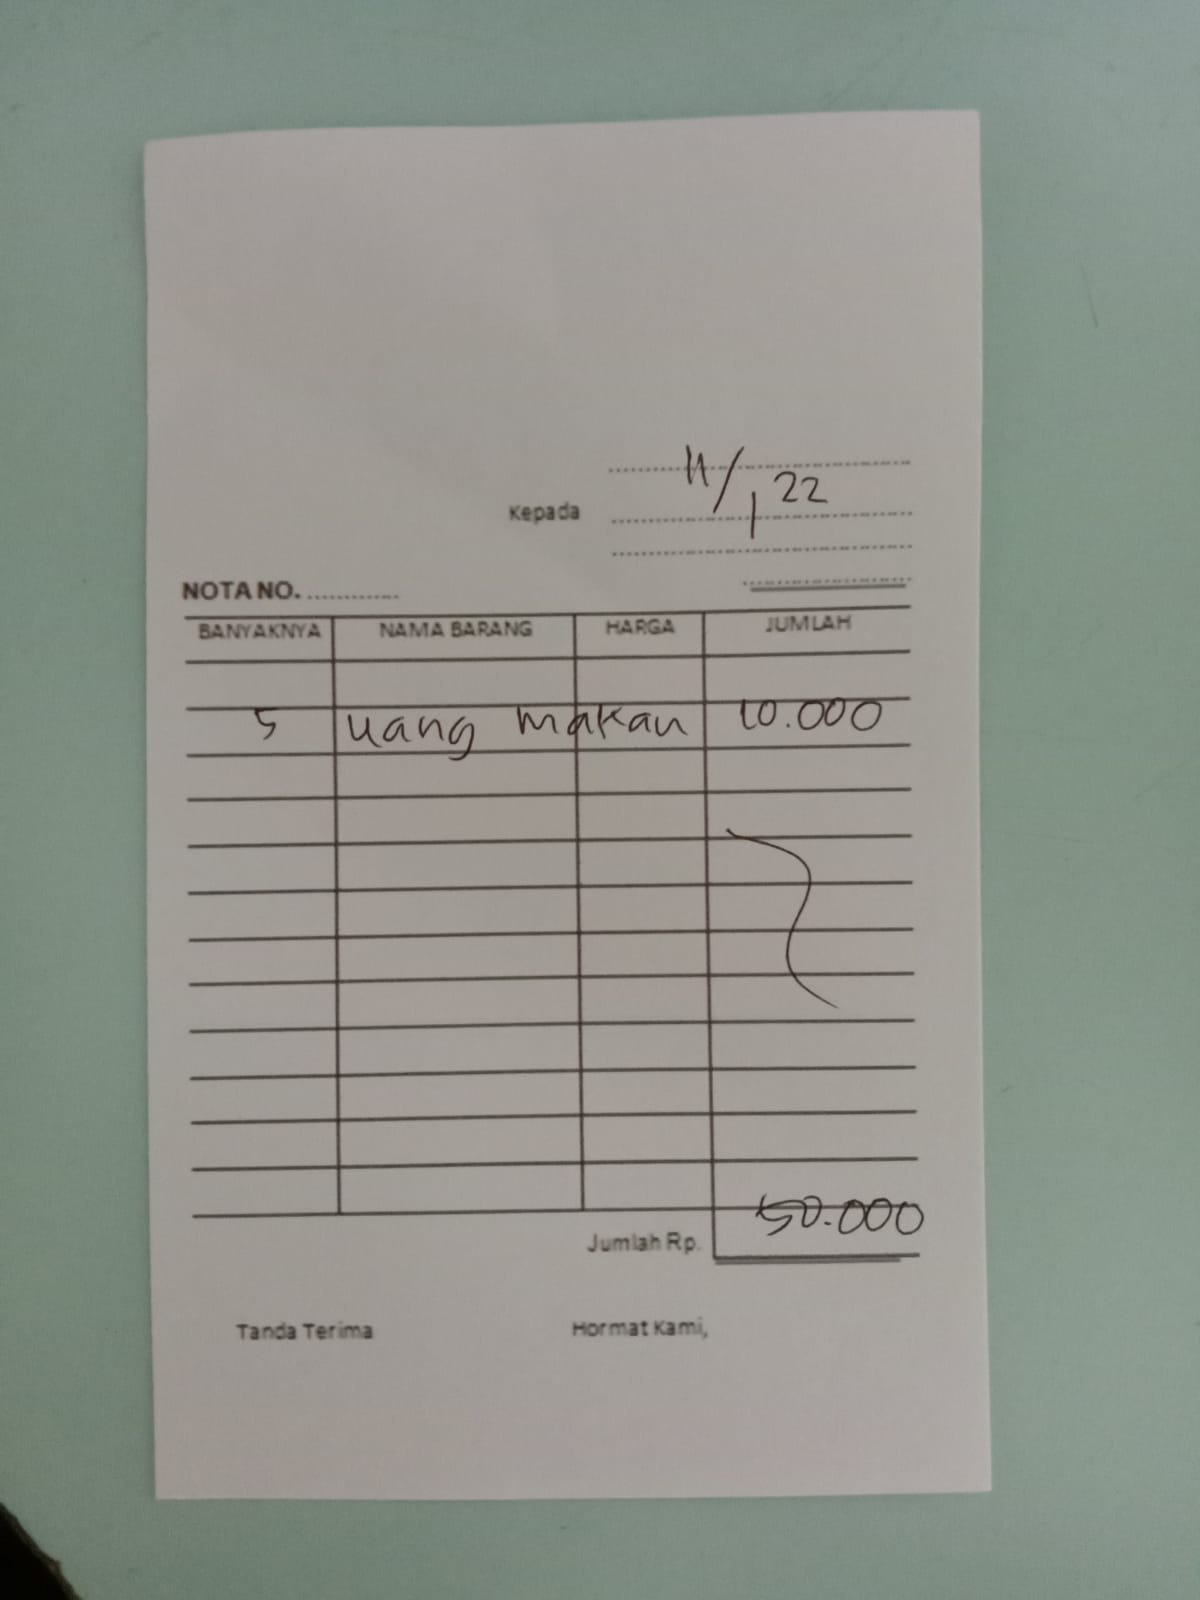 11/1 22
Kepada
NOTA NO. .............
BANYAKNYA NAMA BARANG HARGA JUMLAH
5 uang makan 10.000
50.000
Jumlah Rp.
Tanda Terima Hormat Kami,